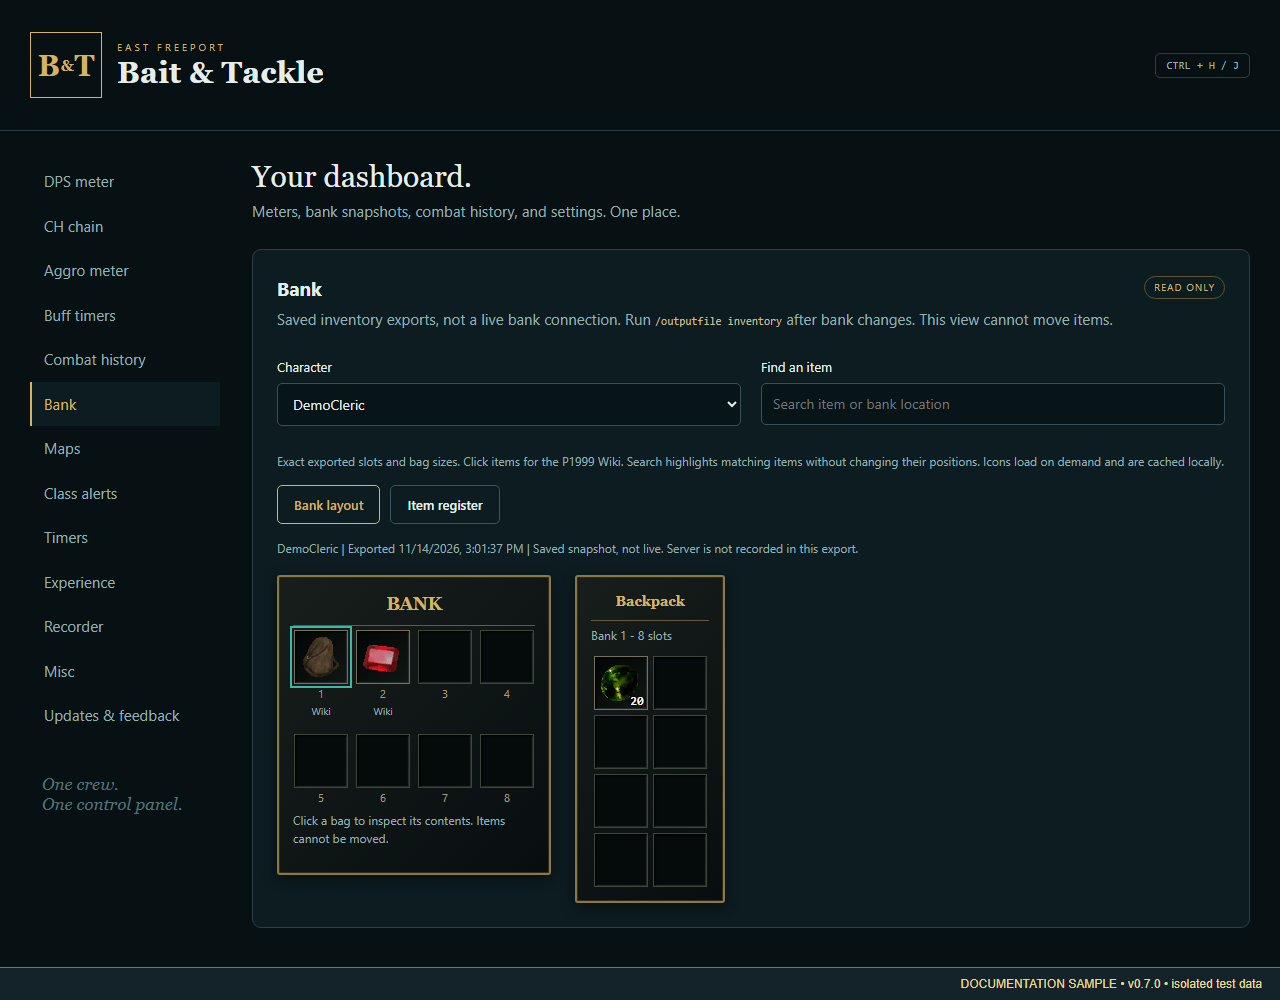 B&T
EAST FREEPORT
Bait & Tackle
CTRL + H / J
DPS meter
CH chain
Aggro meter
Buff timers
Combat history
Bank
Maps
Class alerts
Timers
Experience
Recorder
Misc
Updates & feedback
One crew.
One control panel.
Your dashboard.
Meters, bank snapshots, combat history, and settings. One place.
Bank
READ ONLY
Saved inventory exports, not a live bank connection. Run /outputfile inventory after bank changes. This view cannot move items.
Character
Find an item
DemoCleric
Search item or bank location
Exact exported slots and bag sizes. Click items for the P1999 Wiki. Search highlights matching items without changing their positions. Icons load on demand and are cached locally.
Bank layout
Item register
DemoCleric | Exported 11/14/2026, 3:01:37 PM | Saved snapshot, not live. Server is not recorded in this export.
BANK
1 2 3 4
Wiki Wiki
5 6 7 8
Click a bag to inspect its contents. Items
cannot be moved.
Backpack
Bank 1 - 8 slots
20
DOCUMENTATION SAMPLE • v0.7.0 • isolated test data